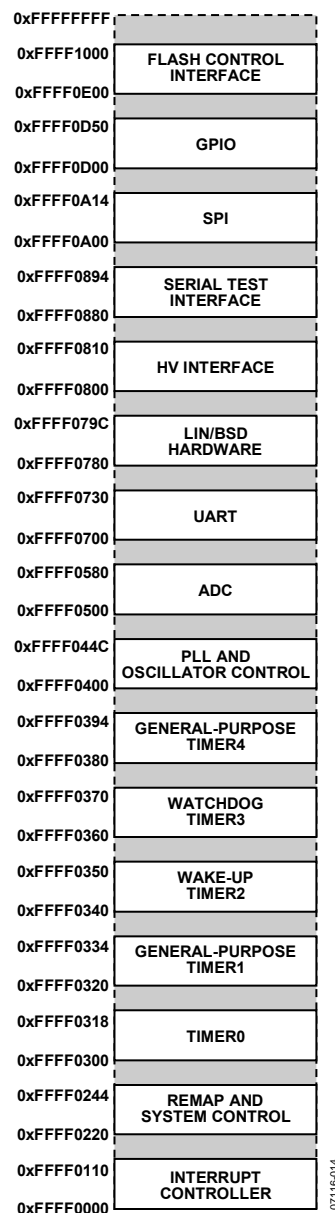 0xFFFFFFFF
0xFFFF1000
FLASH CONTROL
INTERFACE
0xFFFF0E00
0xFFFF0D50
GPIO
0xFFFF0D00
0xFFFF0A14
SPI
0xFFFF0A00
0xFFFF0894
SERIAL TEST
INTERFACE
0xFFFF0880
0xFFFF0810
HV INTERFACE
0xFFFF0800
0xFFFF079C
LIN/BSD
HARDWARE
0xFFFF0780
0xFFFF0730
UART
0xFFFF0700
0xFFFF0580
ADC
0xFFFF0500
0xFFFF044C
PLL AND
OSCILLATOR CONTROL
0xFFFF0400
0xFFFF0394
GENERAL-PURPOSE
TIMER4
0xFFFF0380
0xFFFF0370
WATCHDOG
TIMER3
0xFFFF0360
0xFFFF0350
WAKE-UP
TIMER2
0xFFFF0340
0xFFFF0334
GENERAL-PURPOSE
TIMER1
0xFFFF0320
0xFFFF0318
TIMER0
0xFFFF0300
0xFFFF0244
REMAP AND
SYSTEM CONTROL
0xFFFF0220
0xFFFF0110
INTERRUPT
CONTROLLER
0xFFFF0000
07116-014